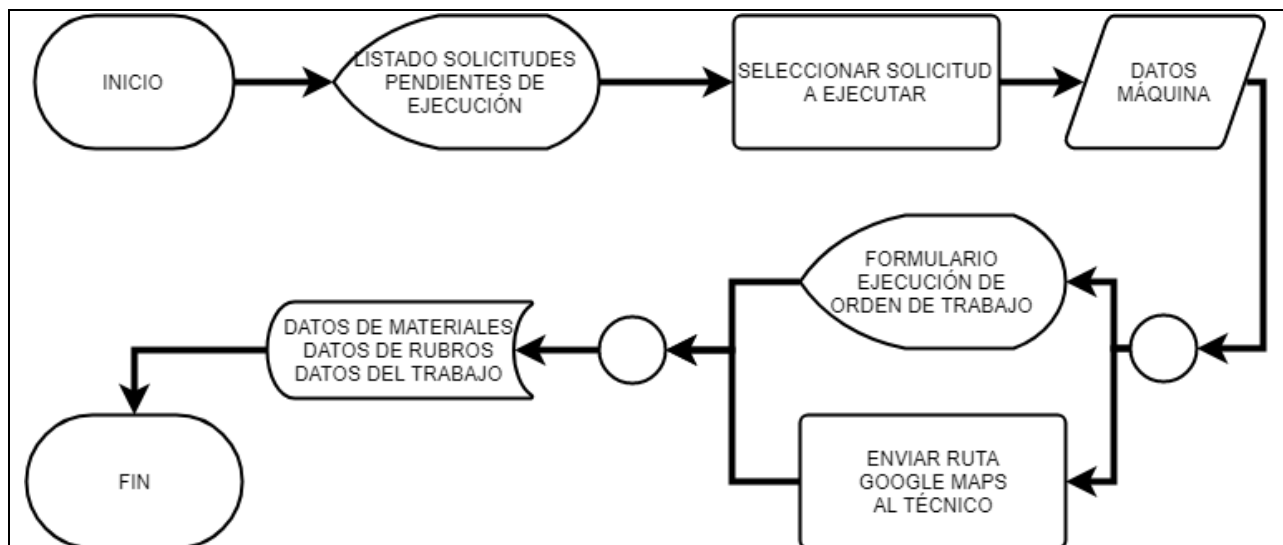 INICIO
LISTADO SOLICITUDES
PENDIENTES DE
EJECUCIÓN
SELECCIONAR SOLICITUD
A EJECUTAR
DATOS
MÁQUINA
FORMULARIO
EJECUCIÓN DE
ORDEN DE TRABAJO
ENVIAR RUTA
GOOGLE MAPS
AL TÉCNICO
DATOS DE MATERIALES
DATOS DE RUBROS
DATOS DEL TRABAJO
FIN